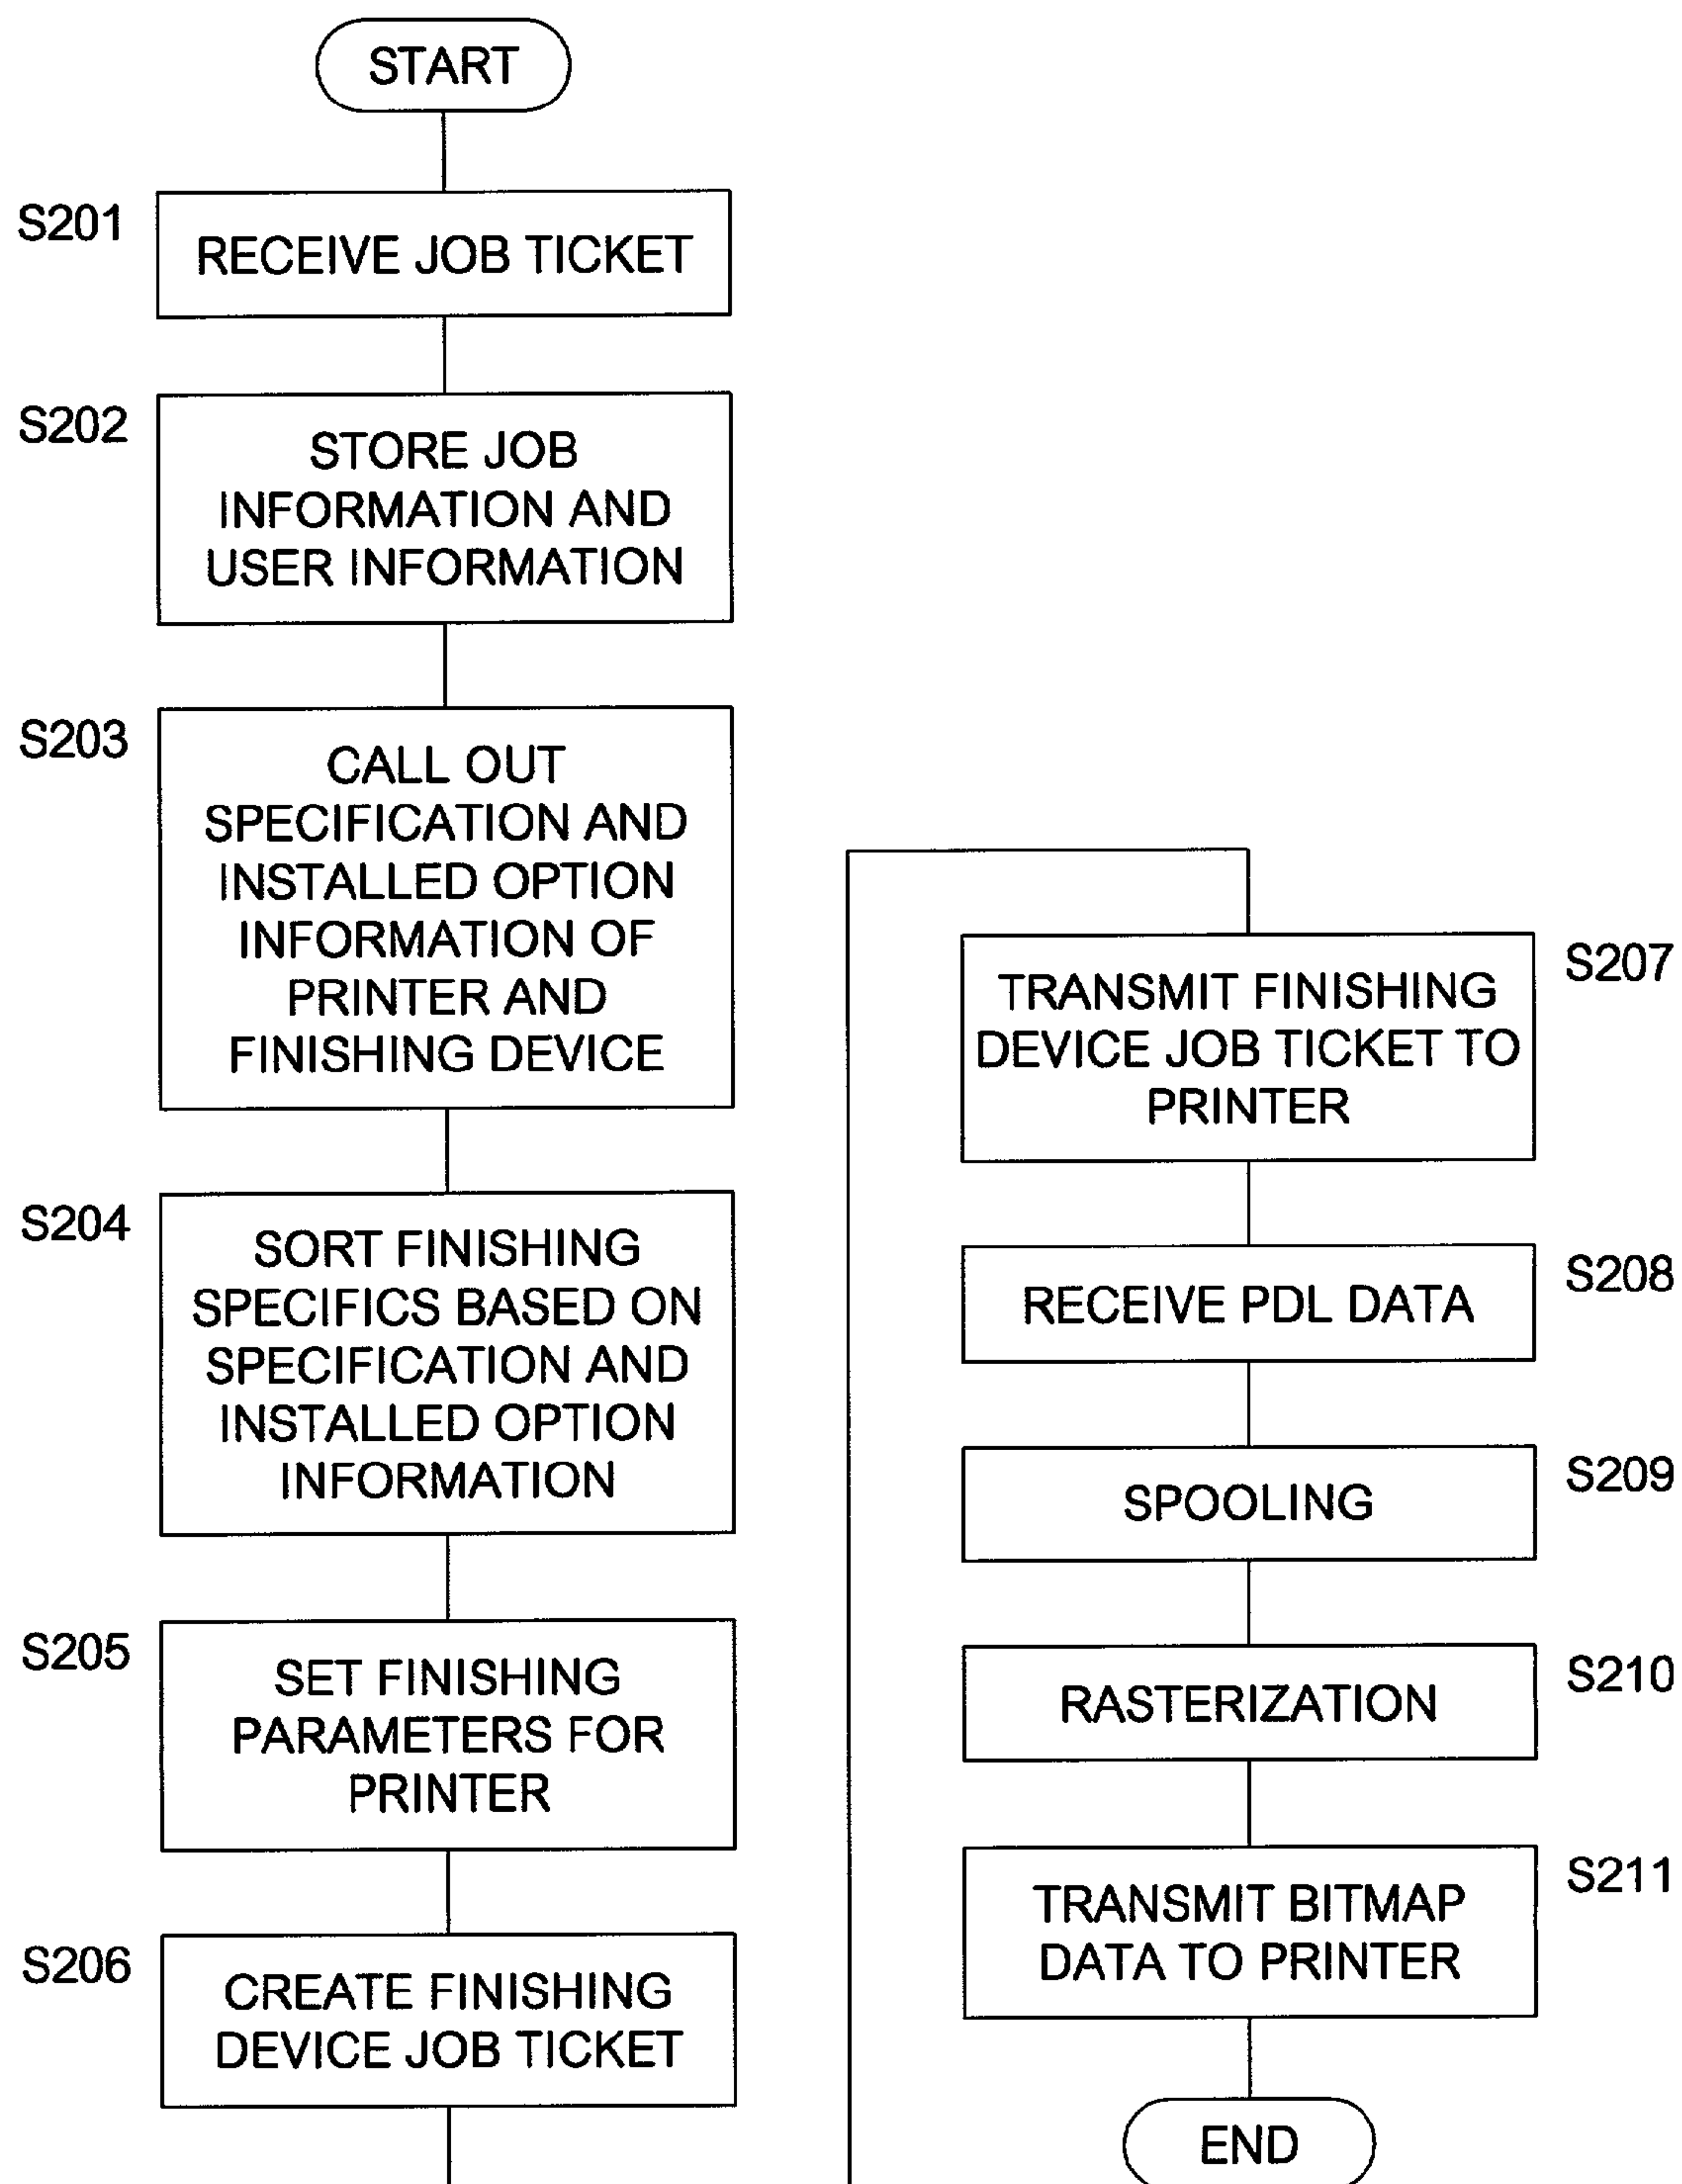 START
S201
RECEIVE JOB TICKET
S202
STORE JOB
INFORMATION AND
USER INFORMATION
S203
CALL OUT
SPECIFICATION AND
INSTALLED OPTION
INFORMATION OF
PRINTER AND
FINISHING DEVICE
S204
SORT FINISHING
SPECIFICS BASED ON
SPECIFICATION AND
INSTALLED OPTION
INFORMATION
S205
SET FINISHING
PARAMETERS FOR
PRINTER
S206
CREATE FINISHING
DEVICE JOB TICKET
S207
TRANSMIT FINISHING
DEVICE JOB TICKET TO
PRINTER
S208
RECEIVE PDL DATA
S209
SPOOLING
S210
RASTERIZATION
S211
TRANSMIT BITMAP
DATA TO PRINTER
END